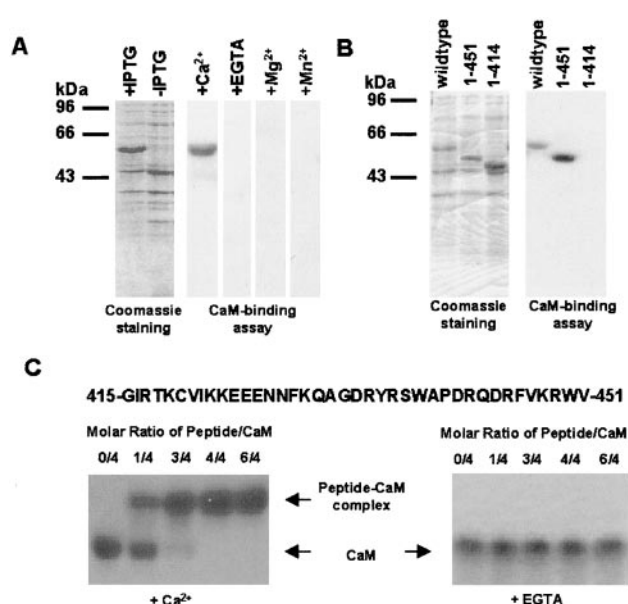 A
+IPTG
-IPTG
+Ca2+
+EGTA
+Mg2+
+Mn2+
kDa
96
66
43
Coomassie
staining
CaM-binding
assay
B
wildtype
1-451
1-414
wildtype
1-451
1-414
kDa
96
66
43
Coomassie
staining
CaM-binding
assay
C
415-GIRTKCVIKKEEENNFKQAGDRYRSWAPDRQDRFVKRWV-451
Molar Ratio of Peptide/CaM
0/4 1/4 3/4 4/4 6/4
Peptide-CaM
complex
CaM
+ Ca2+
Molar Ratio of Peptide/CaM
0/4 1/4 3/4 4/4 6/4
+ EGTA